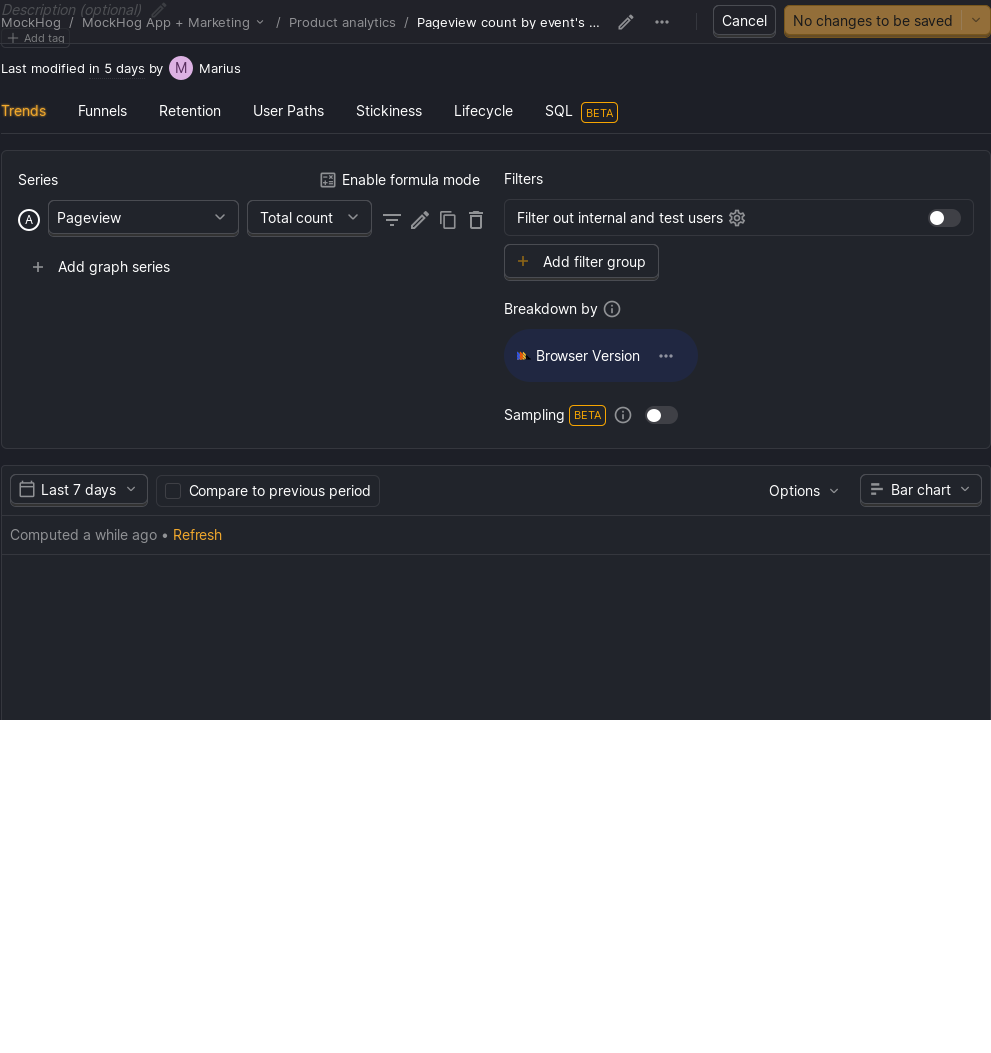 Description (optional)
MockHog / MockHog App + Marketing / Product analytics / Pageview count by event's ...
Cancel
No changes to be saved
Add tag
Last modified in 5 days by M Marius
Trends Funnels Retention User Paths Stickiness Lifecycle SQL BETA
Series
Enable formula mode
A Pageview Total count
Add graph series
Filters
Filter out internal and test users
Add filter group
Breakdown by
Browser Version
Sampling BETA
Last 7 days Compare to previous period Options Bar chart
Computed a while ago • Refresh